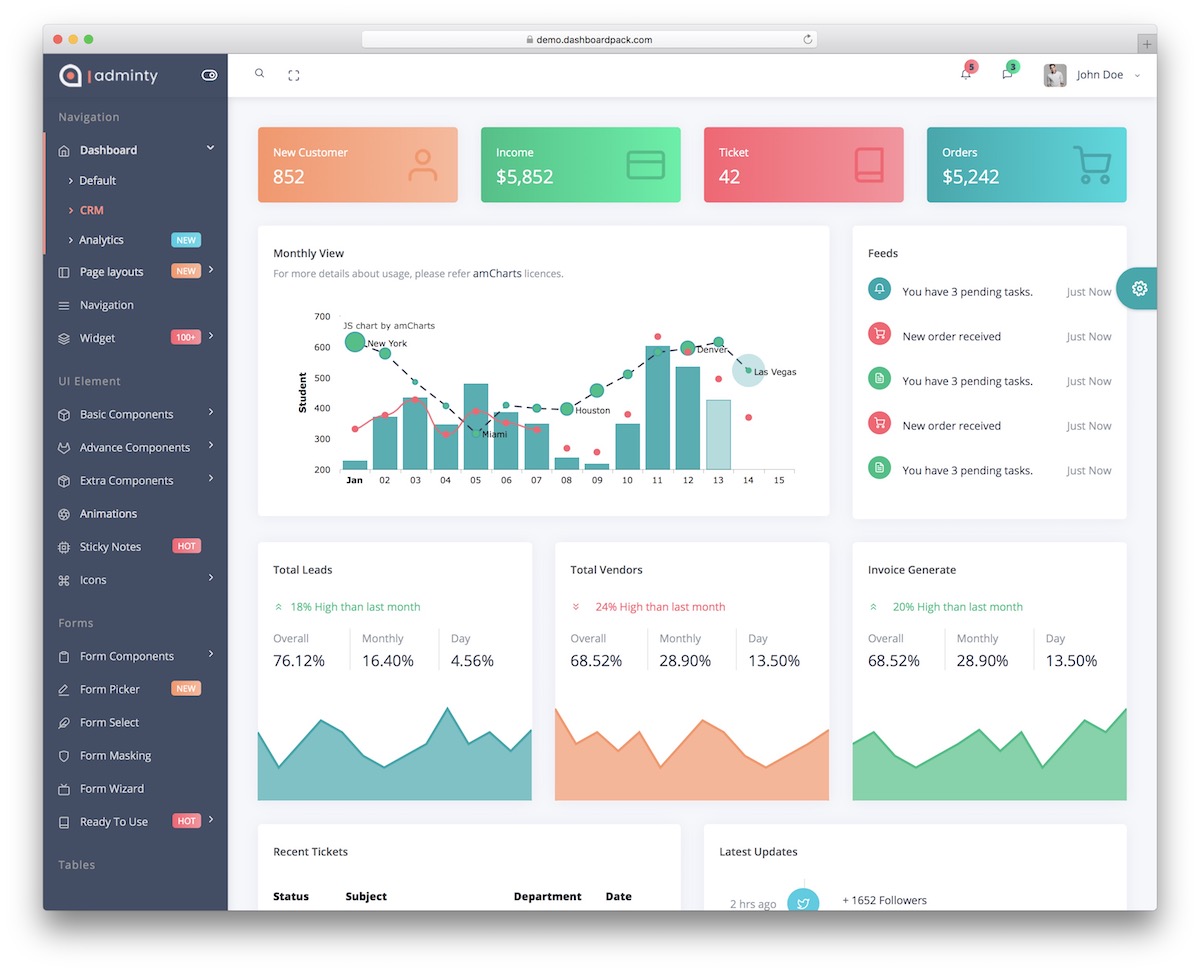 demo.dashboardpack.com
adminty
5
3
John Doe
Navigation
Dashboard
Default
CRM
Analytics NEW
Page layouts NEW
Navigation
Widget 100+
UI Element
Basic Components
Advance Components
Extra Components
Animations
Sticky Notes HOT
Icons
Forms
Form Components
Form Picker NEW
Form Select
Form Masking
Form Wizard
Ready To Use HOT
Tables
New Customer
852
Income
$5,852
Ticket
42
Orders
$5,242
Monthly View
For more details about usage, please refer amCharts licences.
JS chart by amCharts
Student
700
600
500
400
300
200
New York
Miami
Houston
Denver
Las Vegas
Jan 02 03 04 05 06 07 08 09 10 11 12 13 14 15
Feeds
You have 3 pending tasks. Just Now
New order received Just Now
You have 3 pending tasks. Just Now
New order received Just Now
You have 3 pending tasks. Just Now
Total Leads
18% High than last month
Overall Monthly Day
76.12% 16.40% 4.56%
Total Vendors
24% High than last month
Overall Monthly Day
68.52% 28.90% 13.50%
Invoice Generate
20% High than last month
Overall Monthly Day
68.52% 28.90% 13.50%
Recent Tickets
Status Subject Department Date
Latest Updates
2 hrs ago + 1652 Followers